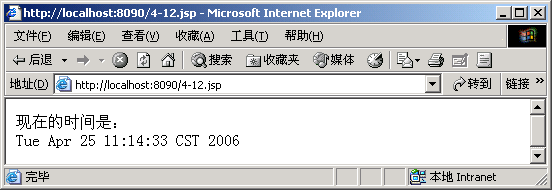 http://localhost:8090/4-12.jsp - Microsoft Internet Explorer
文件(F) 编辑(E) 查看(V) 收藏(A) 工具(T) 帮助(H)
后退 搜索 收藏夹 媒体
地址(D) http://localhost:8090/4-12.jsp 转到 链接 »
现在的时间是:
Tue Apr 25 11:14:33 CST 2006
完毕 本地 Intranet